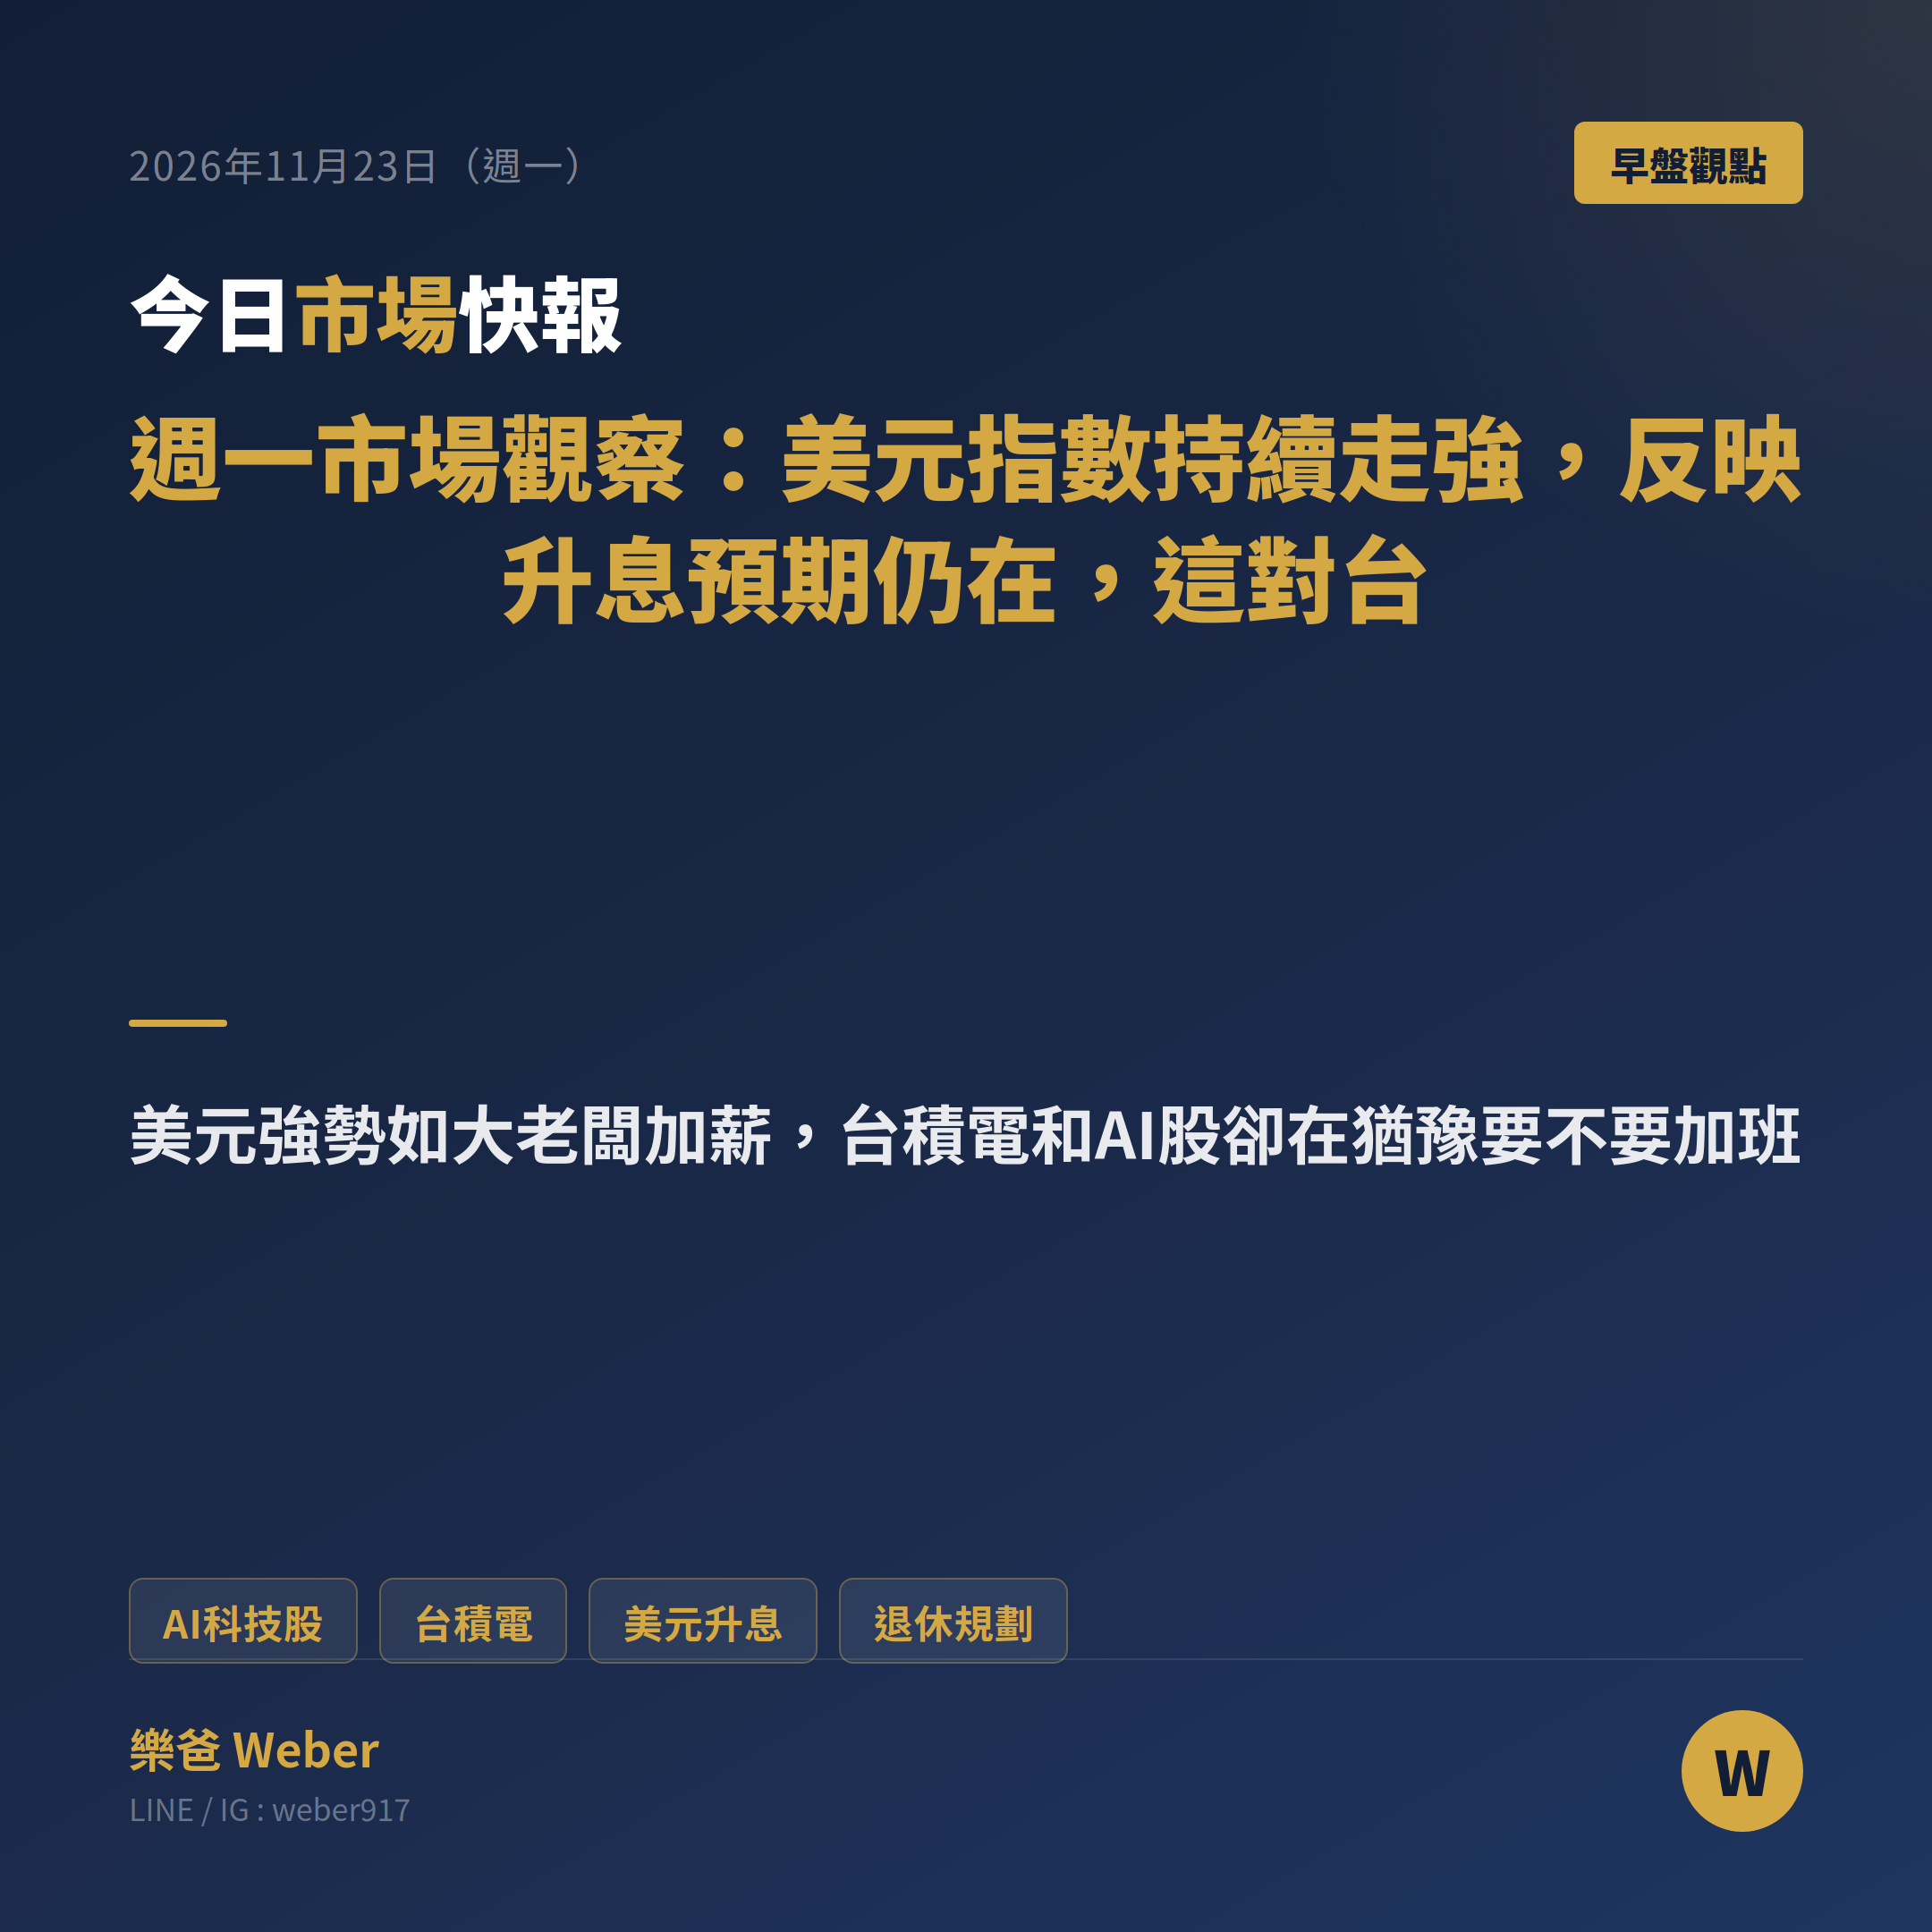 2026年11月23日（週一）
早盤觀點
今日市場快報
週一市場觀察：美元指數持續走強，反映
升息預期仍在，這對台
美元強勢如大老闆加薪，台積電和AI股卻在猶豫要不要加班
AI科技股
台積電
美元升息
退休規劃
樂爸 Weber
LINE / IG : weber917
W